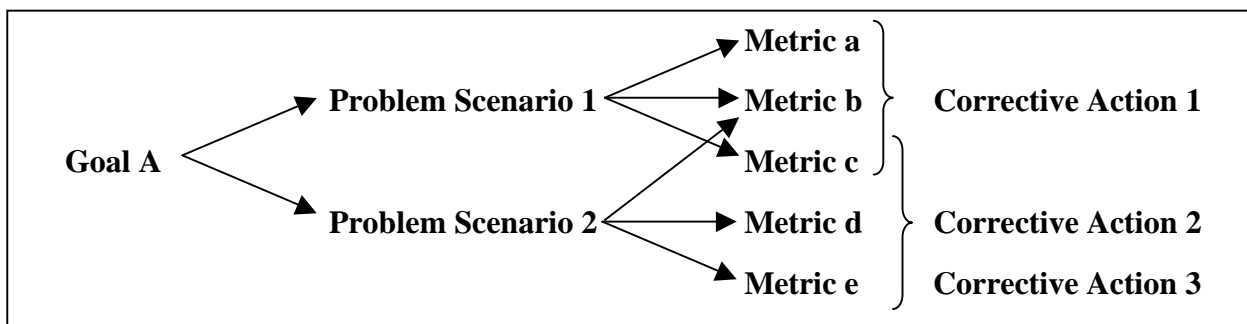 Metric a
Problem Scenario 1 Metric b Corrective Action 1
Goal A Metric c
Problem Scenario 2 Metric d Corrective Action 2
Metric e Corrective Action 3